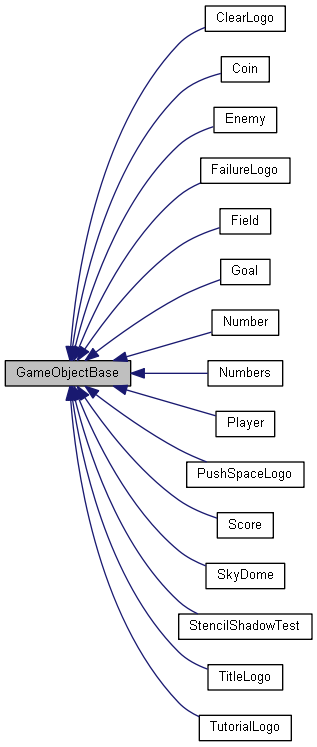 ClearLogo
Coin
Enemy
FailureLogo
Field
Goal
Number
GameObjectBase
Numbers
Player
PushSpaceLogo
Score
SkyDome
StencilShadowTest
TitleLogo
TutorialLogo